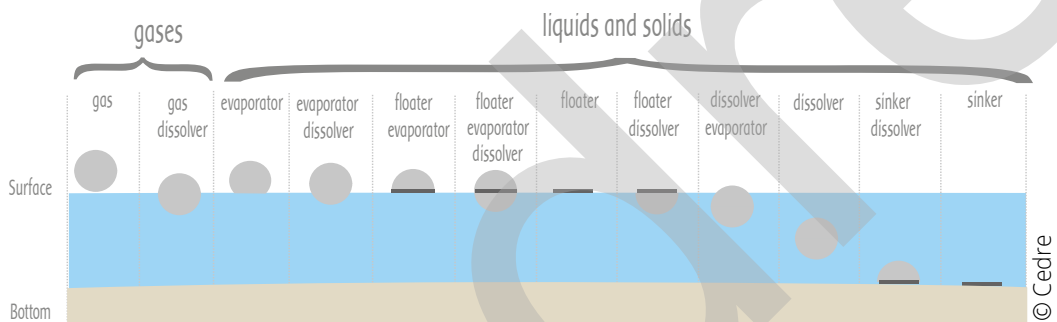 gases
liquids and solids
gas
gas
dissolver
evaporator
evaporator
dissolver
floater
evaporator
floater
evaporator
dissolver
floater
floater
dissolver
dissolver
evaporator
dissolver
sinker
dissolver
sinker
Surface
Bottom
© Cedre